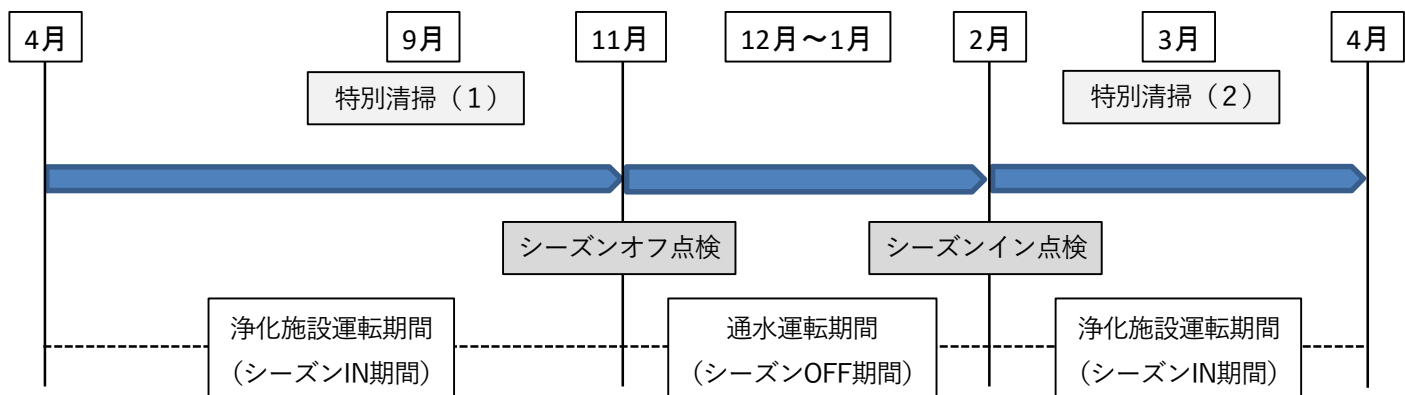 4月
9月
11月
12月～1月
2月
3月
4月
特別清掃（1）
特別清掃（2）
シーズンオフ点検
シーズンイン点検
浄化施設運転期間
（シーズンIN期間）
通水運転期間
（シーズンOFF期間）
浄化施設運転期間
（シーズンIN期間）